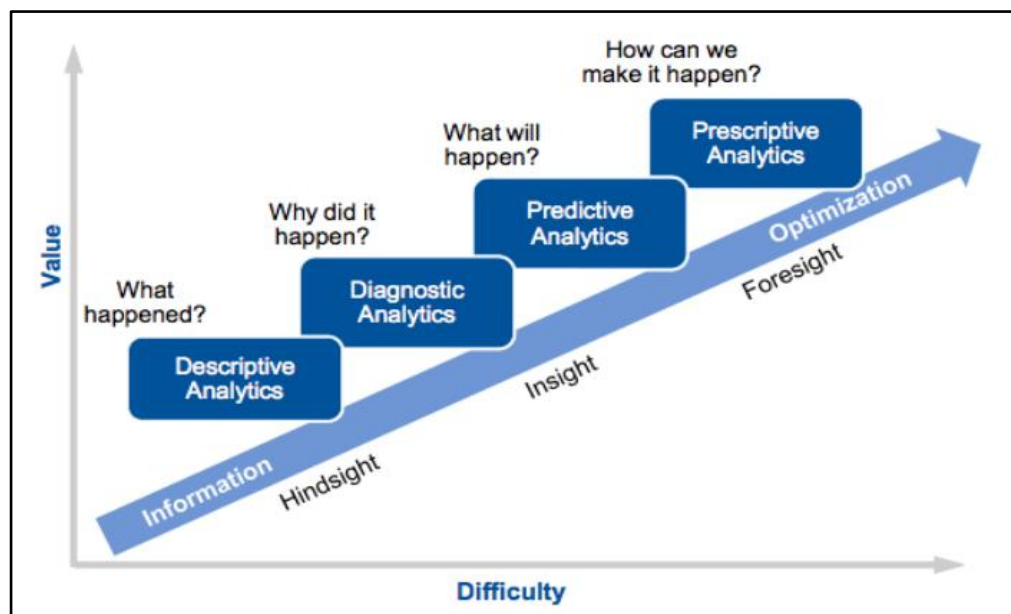 How can we
make it happen?
Prescriptive
Analytics
What will
happen?
Predictive
Analytics
Why did it
happen?
Diagnostic
Analytics
What
happened?
Descriptive
Analytics
Value
Information
Hindsight
Insight
Foresight
Optimization
Difficulty